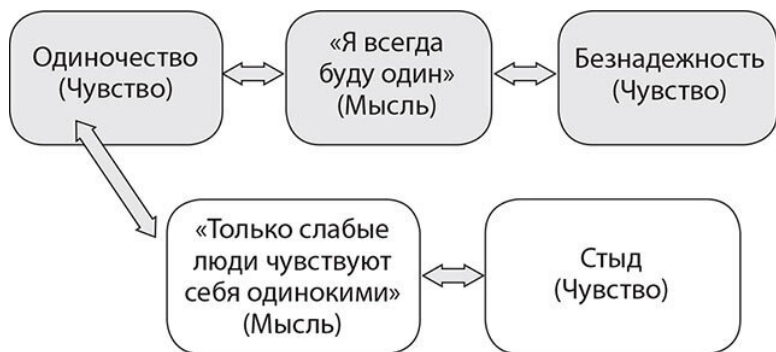 Одиночество
(Чувство)
«Я всегда
буду один»
(Мысль)
Безнадежность
(Чувство)
«Только слабые
люди чувствуют
себя одинокими»
(Мысль)
Стыд
(Чувство)